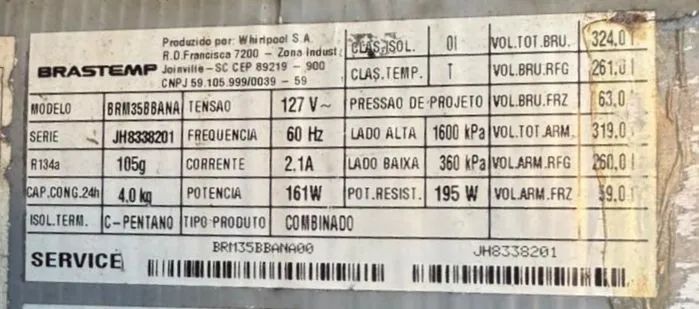 BRASTEMP
Produzido por: Whirlpool S.A.
R.D.Francisca 7200 - Zona Indust.
Joinville-SC CEP 89219 - 900
CNPJ 59.105.999/0039 - 59
CLAS.ISOL. 01 VOL.TOT.BRU. 324.0 l
CLAS.TEMP. T VOL.BRU.RFG 261.0 l
MODELO BRM35BBANA TENSAO 127 V~ PRESSAO DE PROJETO VOL.BRU.FRZ 63.0 l
SERIE JH8338201 FREQUENCIA 60 Hz LADO ALTA 1600 kPa VOL.TOT.ARM. 319.0 l
R134a 105g CORRENTE 2.1A LADO BAIXA 360 kPa VOL.ARM.RFG 260.0 l
CAP.CONG.24h 4.0kg POTENCIA 161W POT.RESIST. 195 W VOL.ARM.FRZ 59.0 l
ISOL.TERM. C-PENTANO TIPO PRODUTO COMBINADO
BRM35BBANA00 JH8338201
SERVICE